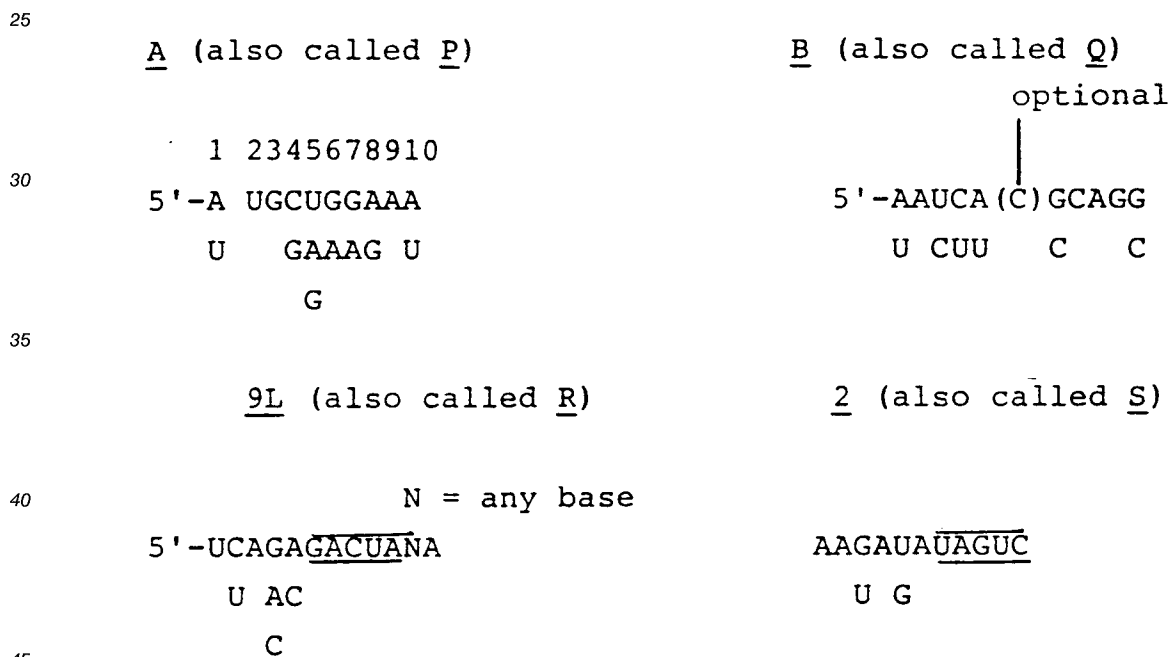 25
A (also called P)
B (also called Q)
optional
1 2345678910
30
5'-A UGCUGGAAA
5'-AAUCA(C)GCAGG
U GAAAG U
U CUU C C
G
35
9L (also called R)
2 (also called S)
40
N = any base
5'-UCAGAGACUANA
AAGAUAUAGUC
U AC
U G
C